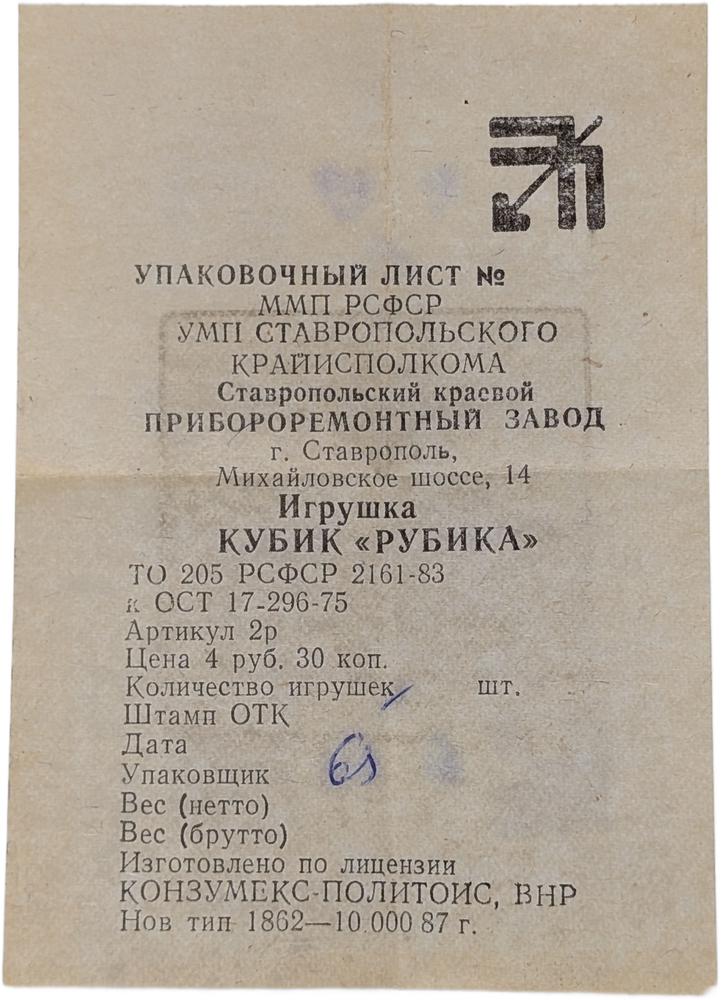 УПАКОВОЧНЫЙ ЛИСТ №
ММП РСФСР
УМП СТАВРОПОЛЬСКОГО
КРАЙИСПОЛКОМА
Ставропольский краевой
ПРИБОРОРЕМОНТНЫЙ ЗАВОД
г. Ставрополь,
Михайловское шоссе, 14
Игрушка
КУБИК «РУБИКА»
ТО 205 РСФСР 2161-83
к ОСТ 17-296-75
Артикул 2р
Цена 4 руб. 30 коп.
Количество игрушек шт.
Штамп ОТК
Дата
Упаковщик
Вес (нетто)
Вес (брутто)
Изготовлено по лицензии
КОНЗУМЕКС-ПОЛИТОИС, ВНР
Нов тип 1862—10.000 87 г.